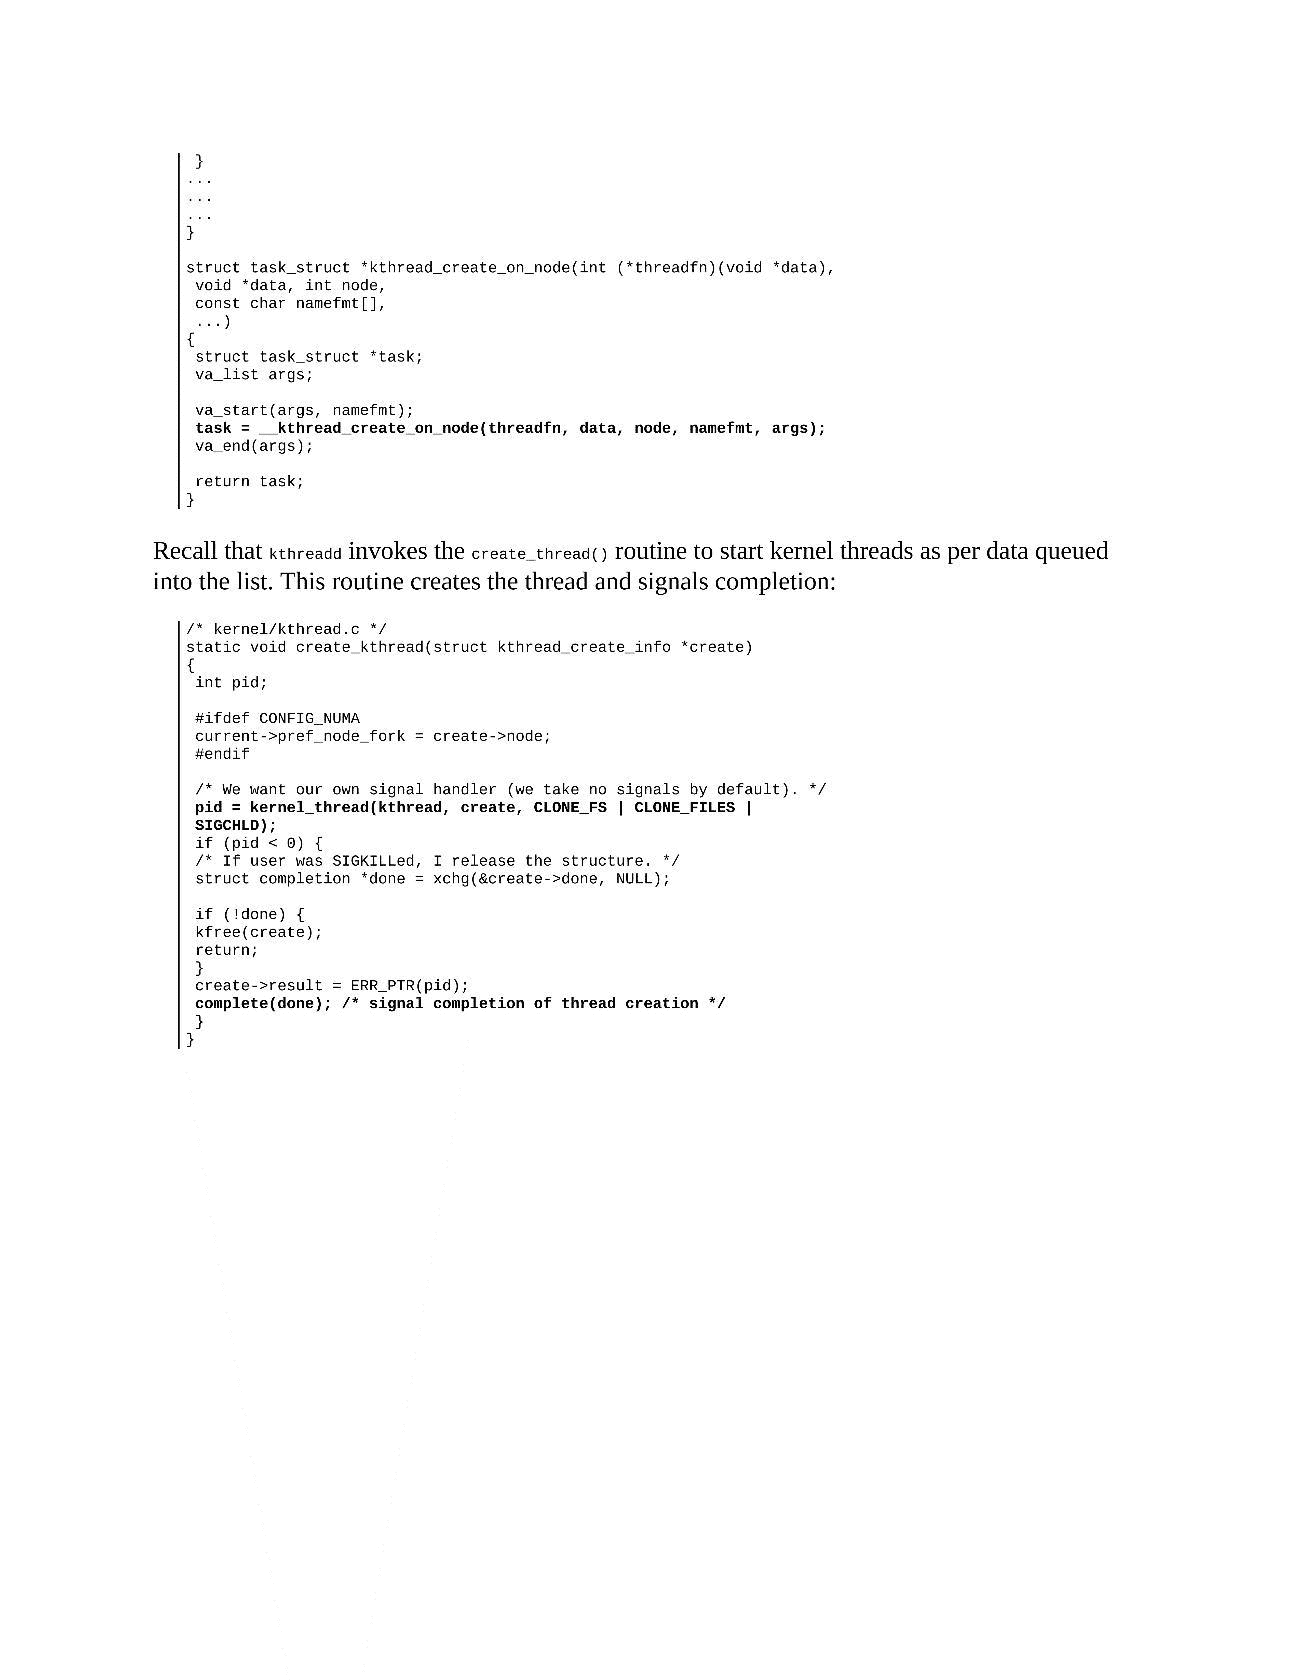 }
...
...
...
}
struct task_struct *kthread_create_on_node(int (*threadfn)(void *data),
void *data, int node,
const char namefmt[],
...)
{
struct task_struct *task;
va_list args;
va_start(args, namefmt);
task = __kthread_create_on_node(threadfn, data, node, namefmt, args);
va_end(args);
return task;
}
Recall that kthreadd invokes the create_thread() routine to start kernel threads as per data queued
into the list. This routine creates the thread and signals completion:
/* kernel/kthread.c */
static void create_kthread(struct kthread_create_info *create)
{
int pid;
#ifdef CONFIG_NUMA
current->pref_node_fork = create->node;
#endif
/* We want our own signal handler (we take no signals by default). */
pid = kernel_thread(kthread, create, CLONE_FS | CLONE_FILES |
SIGCHLD);
if (pid < 0) {
/* If user was SIGKILLed, I release the structure. */
struct completion *done = xchg(&create->done, NULL);
if (!done) {
kfree(create);
return;
}
create->result = ERR_PTR(pid);
complete(done); /* signal completion of thread creation */
}
}